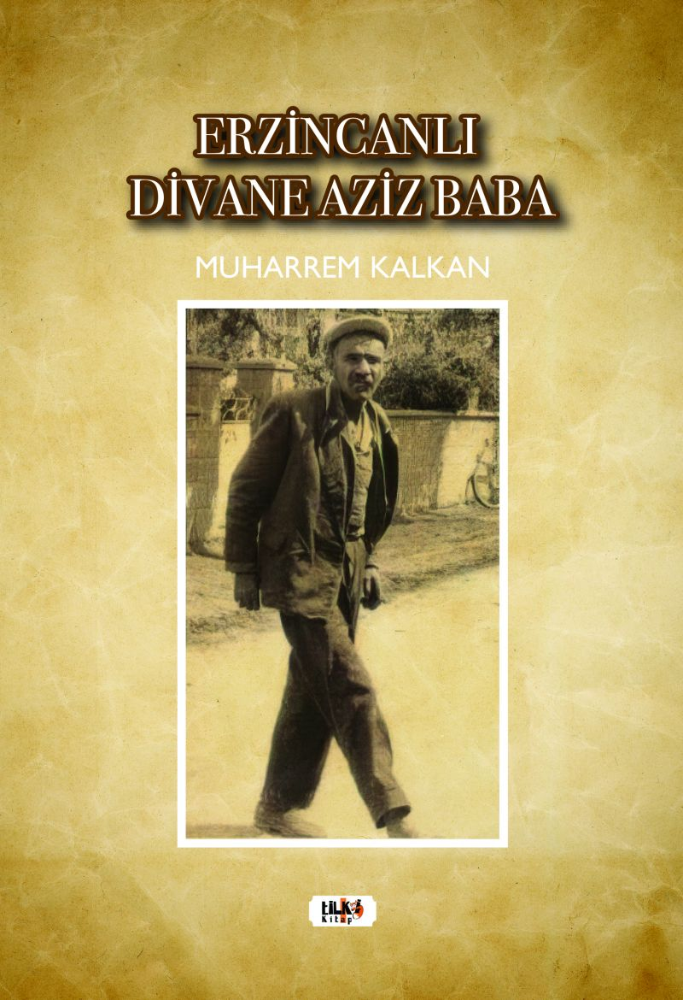 ERZİNCANLI
DİVANE AZİZ BABA
MUHARREM KALKAN
tiLKi
Kitap